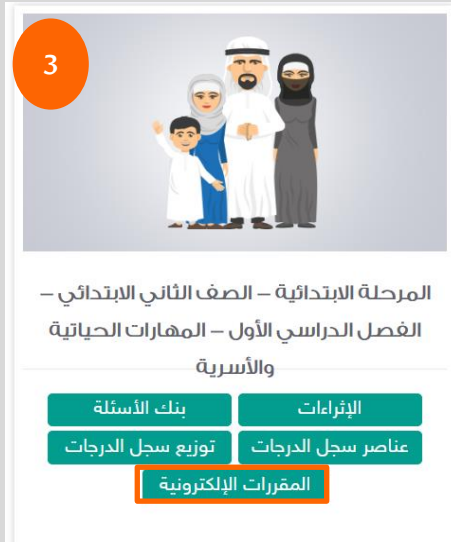 3
المرحلة الابتدائية – الصف الثاني الابتدائي –
الفصل الدراسي الأول – المهارات الحياتية
والأسرية
الإثراءات
بنك الأسئلة
عناصر سجل الدرجات
توزيع سجل الدرجات
المقررات الإلكترونية